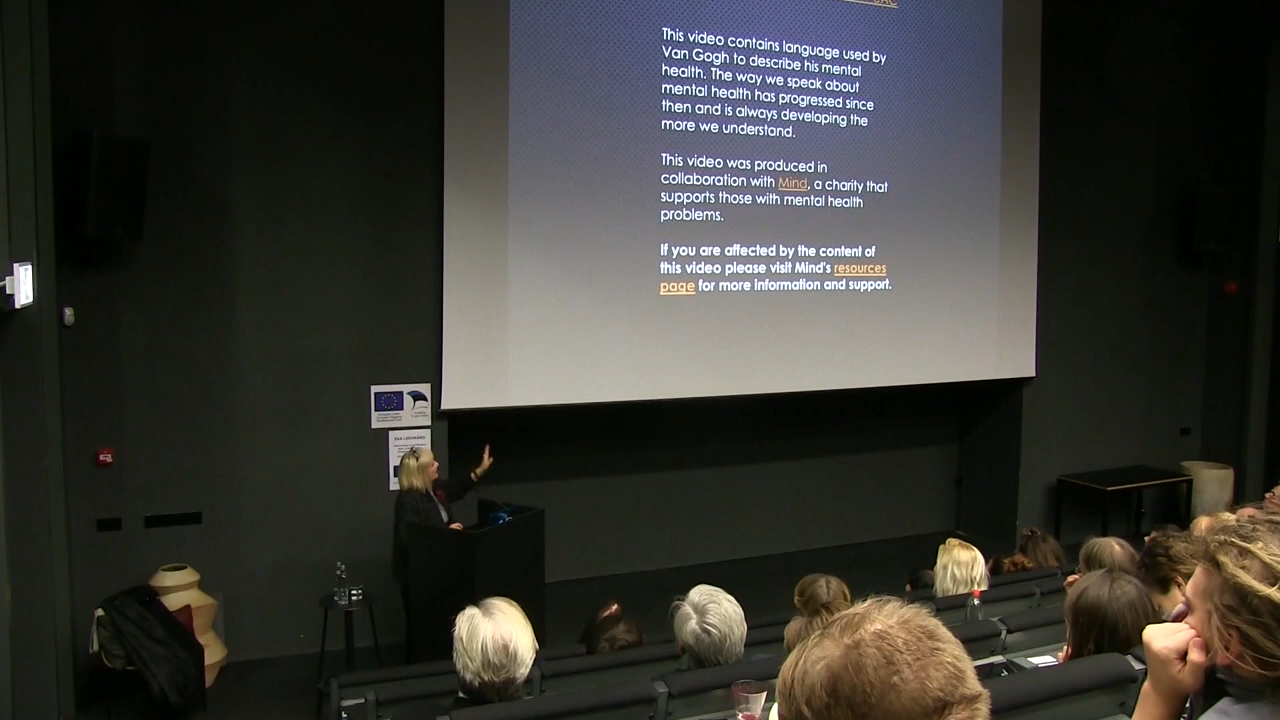 This video contains language used by
Van Gogh to describe his mental
health. The way we speak about
mental health has progressed since
then and is always developing the
more we understand.
This video was produced in
collaboration with Mind, a charity that
supports those with mental health
problems.
If you are affected by the content of
this video please visit Mind's resources
page for more information and support.